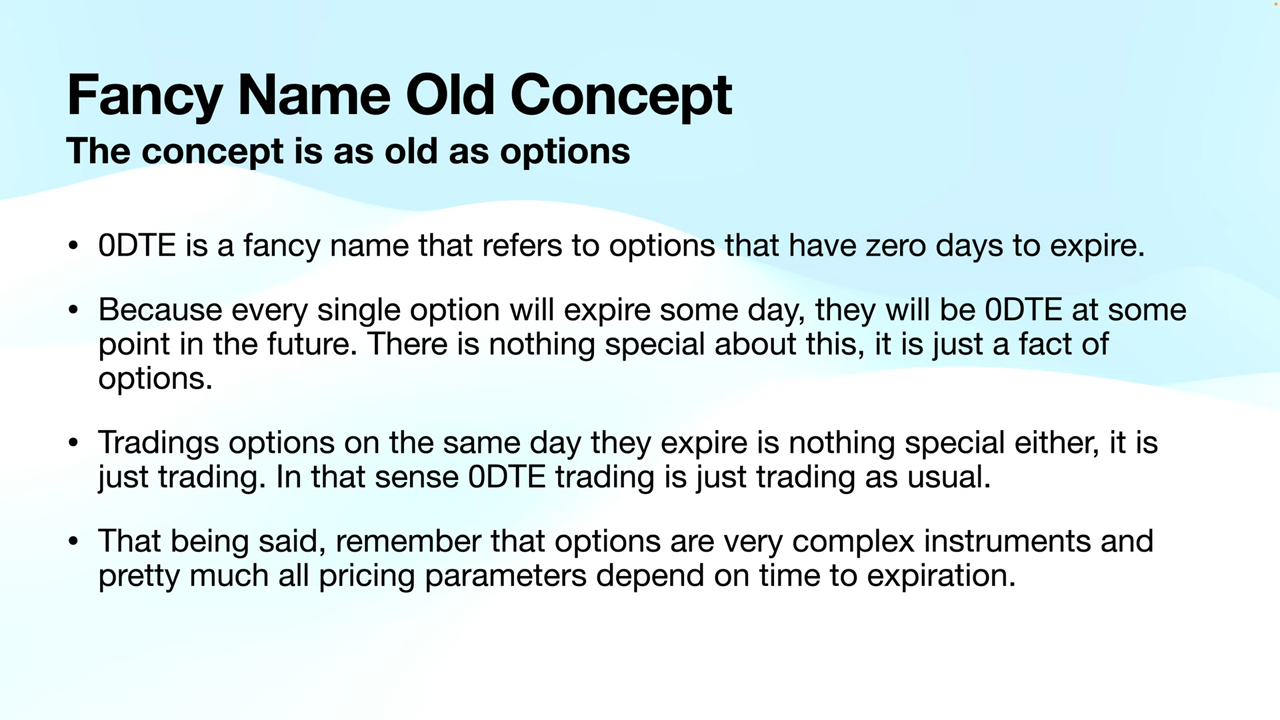 Fancy Name Old Concept
The concept is as old as options
• 0DTE is a fancy name that refers to options that have zero days to expire.
• Because every single option will expire some day, they will be 0DTE at some
point in the future. There is nothing special about this, it is just a fact of
options.
• Tradings options on the same day they expire is nothing special either, it is
just trading. In that sense 0DTE trading is just trading as usual.
• That being said, remember that options are very complex instruments and
pretty much all pricing parameters depend on time to expiration.